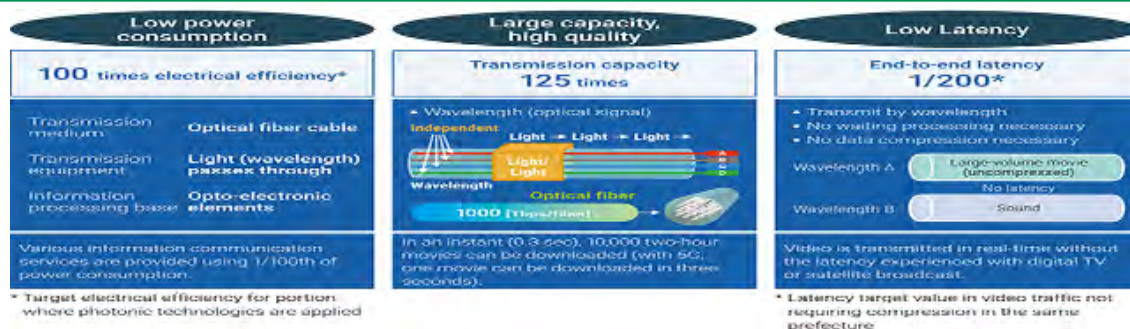 Low power
consumption
100 times electrical efficiency*
Transmission
medium
Optical fiber cable
Transmission
equipment
Light (wavelength)
passes through
Information
processing base
Opto-electronic
elements
Various information communication
services are provided using 1/100th of
power consumption.
* Target electrical efficiency for portion
where photonic technologies are applied
Large capacity,
high quality
Transmission capacity
125 times
• Wavelength (optical signal)
Independent
Light → Light → Light →
Light/
Light
Wavelength
Optical fiber
1000 (Tbps/fiber)
In an instant (0.3 sec), 10,000 two-hour
movies can be downloaded (with 5G,
one movie can be downloaded in three
seconds).
Low Latency
End-to-end latency
1/200*
• Transmit by wavelength
• No waiting processing necessary
• No data compression necessary
Wavelength A
Large-volume movie
(uncompressed)
No latency
Wavelength B
Sound
Video is transmitted in real-time without
the latency experienced with digital TV
or satellite broadcast.
* Latency target value in video traffic not
requiring compression in the same
prefecture